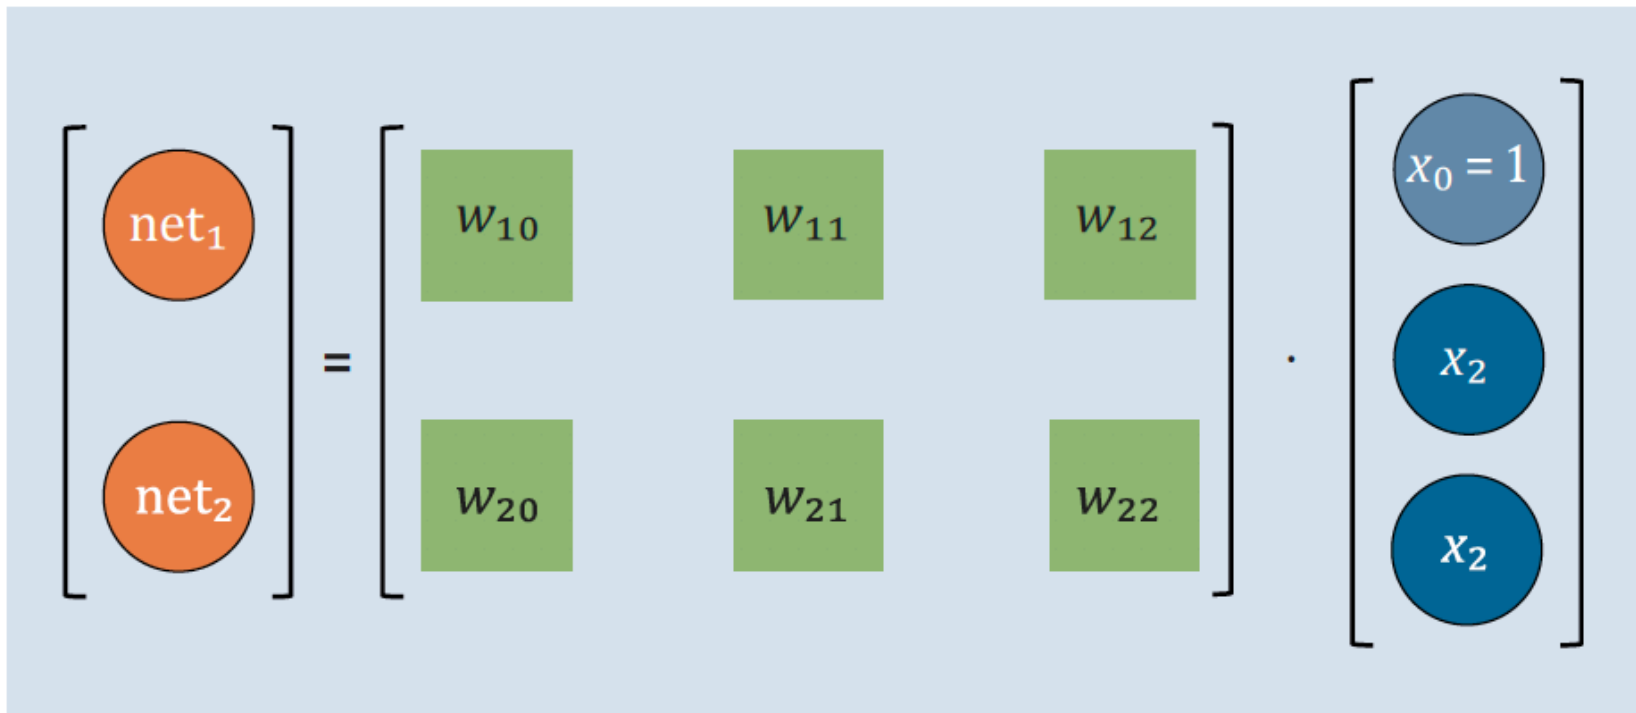 net₁ = w₁₀ w₁₁ w₁₂ · x₀ = 1
x₂
net₂ w₂₀ w₂₁ w₂₂ x₂